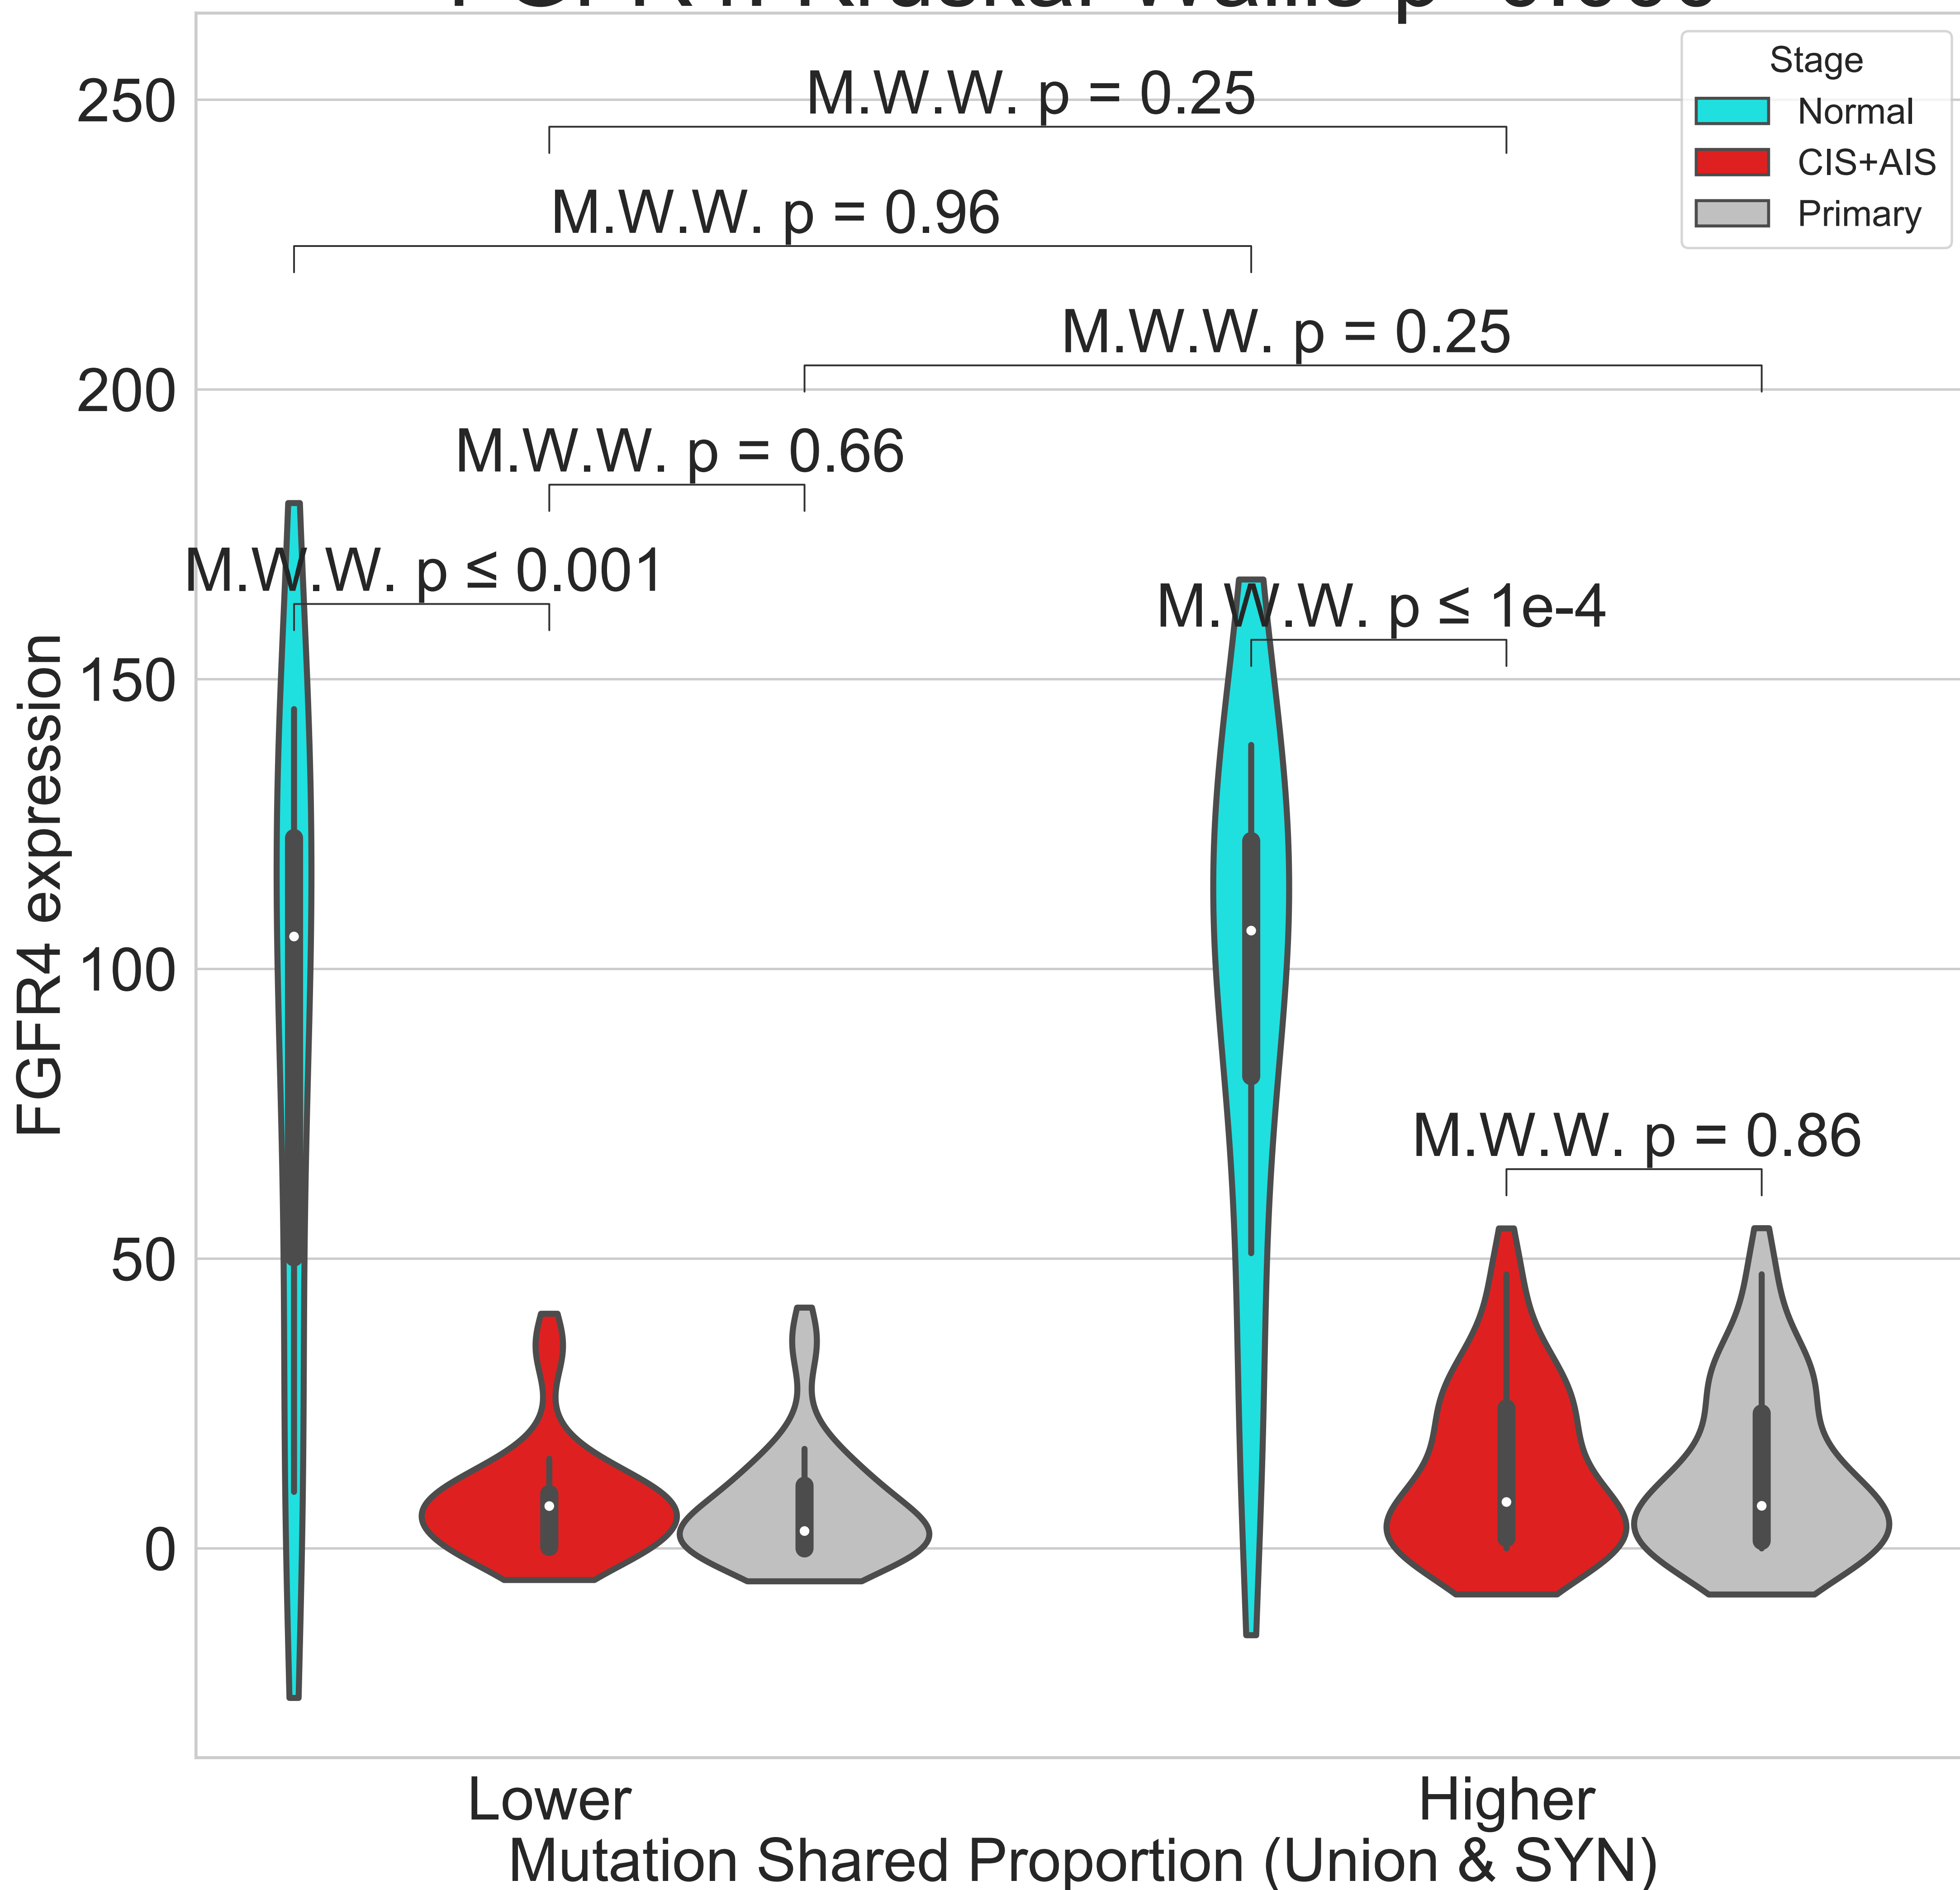 250
M.W.W. p = 0.25
Stage
Normal
CIS+AIS
Primary
M.W.W. p = 0.96
M.W.W. p = 0.25
200
M.W.W. p = 0.66
M.W.W. p ≤ 0.001
M.W.W. p ≤ 1e-4
150
FGFR4 expression
100
M.W.W. p = 0.86
50
0
Lower
Higher
Mutation Shared Proportion (Union & SYN)